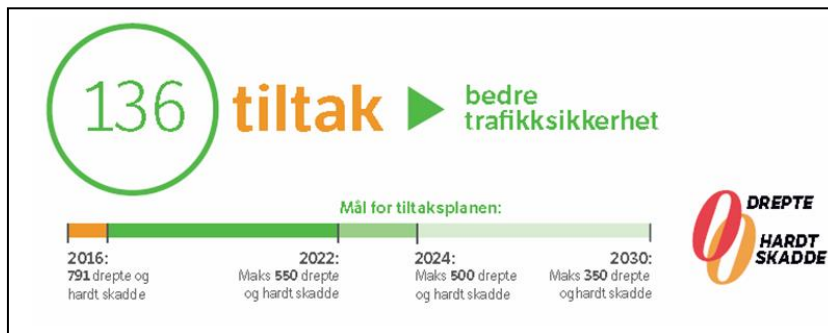 136 tiltak bedre
trafikksikkerhet
Mål for tiltaksplanen:
2016:
791 drepte og
hardt skadde
2022:
Maks 550 drepte
og hardt skadde
2024:
Maks 500 drepte
og hardt skadde
2030:
Maks 350 drepte
og hardt skadde
00 DREPTE
HARDT
SKADDE